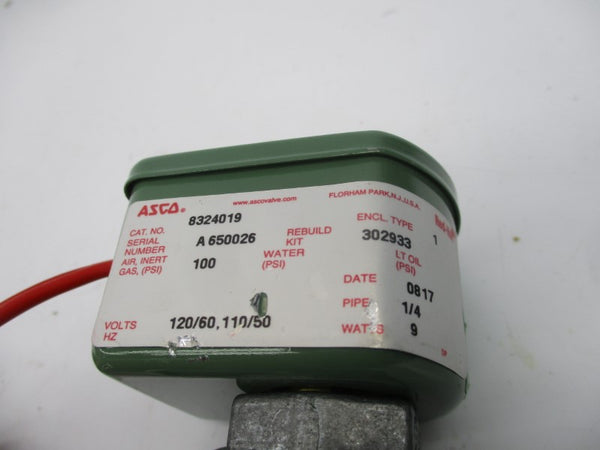 ASCO® www.ascovalve.com FLORHAM PARK, N.J., U.S.A.
CAT. NO. 8324019
SERIAL NUMBER A 650026 REBUILD KIT 302933 ENCL. TYPE 1
AIR, INERT GAS, (PSI) 100 WATER (PSI) LT OIL (PSI)
DATE 0817
PIPE 1/4
VOLTS HZ 120/60, 110/50 WATTS 9